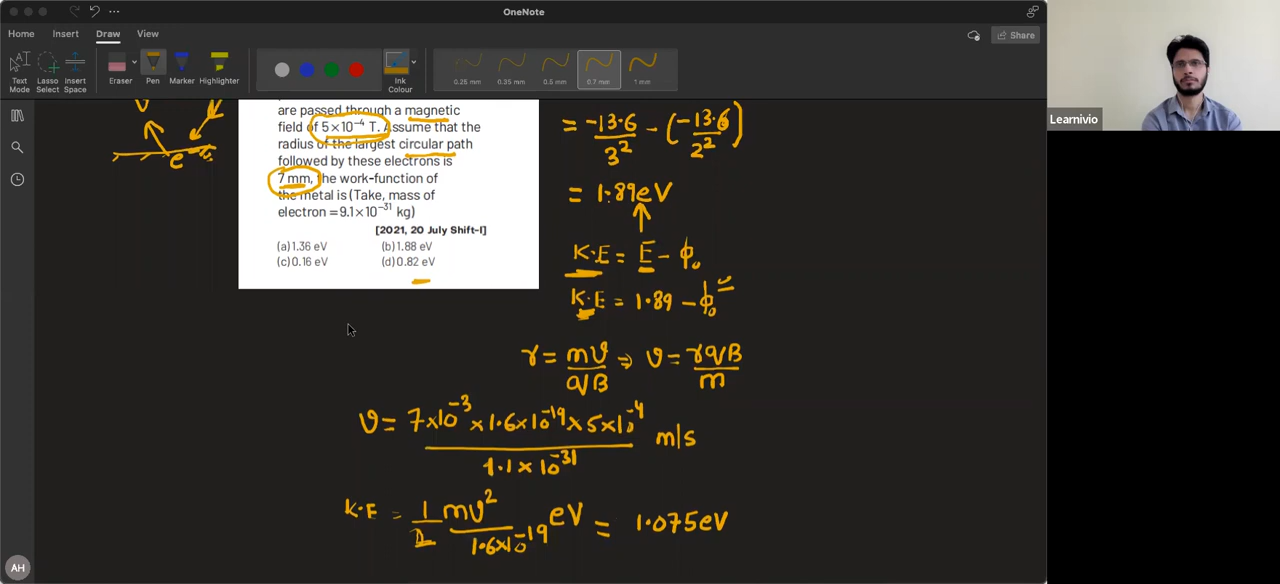 OneNote
Home Insert Draw View
Share
Text Mode
Lasso Select
Insert Space
Eraser
Pen
Marker
Highlighter
Ink Colour
0.25 mm
0.35 mm
0.5 mm
0.7 mm
1 mm
Learnivio
are passed through a magnetic
field of 5×10⁻⁴ T. Assume that the
radius of the largest circular path
followed by these electrons is
7 mm, the work-function of
the metal is (Take, mass of
electron = 9.1×10⁻³¹ kg)
[2021, 20 July Shift-I]
(a) 1.36 eV (b) 1.88 eV
(c) 0.16 eV (d) 0.82 eV
v
e
= -13.6/3² - (-13.6/2²)
= 1.89eV
K.E = E - ϕ₀
K.E = 1.89 - ϕ₀
r = mv/qB ⇒ v = rqB/m
v = 7×10⁻³ × 1.6×10⁻¹⁹ × 5×10⁻⁴ / 9.1×10⁻³¹ m/s
K.E = 1/2 mv²/1.6×10⁻¹⁹ eV = 1.075eV
AH